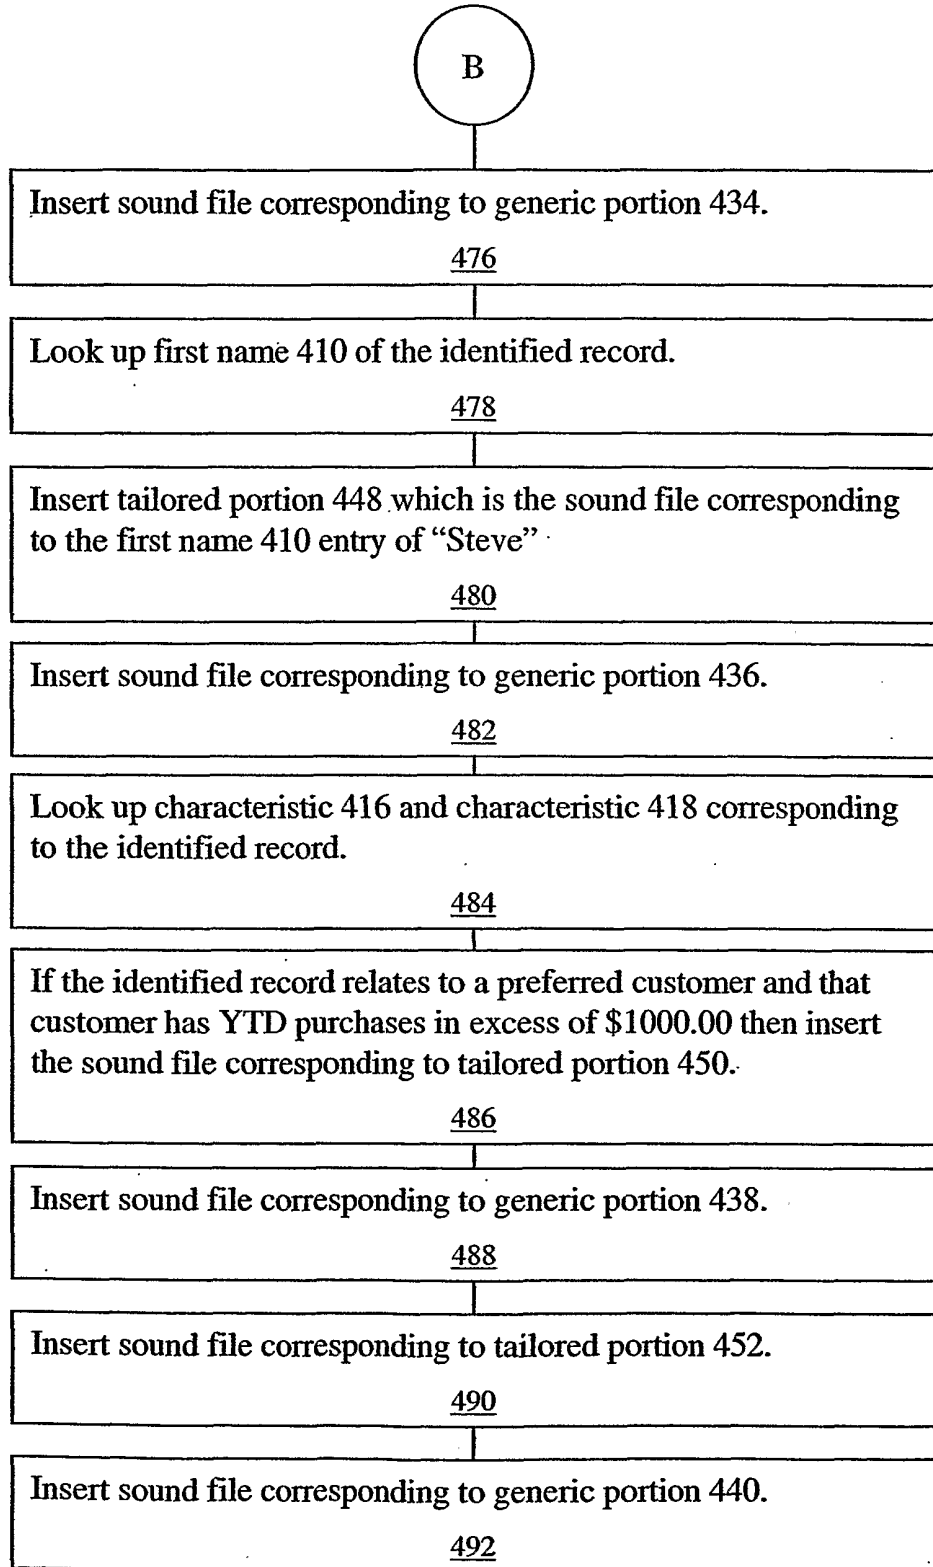 B
Insert sound file corresponding to generic portion 434.
476
Look up first name 410 of the identified record.
478
Insert tailored portion 448 which is the sound file corresponding
to the first name 410 entry of “Steve”
480
Insert sound file corresponding to generic portion 436.
482
Look up characteristic 416 and characteristic 418 corresponding
to the identified record.
484
If the identified record relates to a preferred customer and that
customer has YTD purchases in excess of $1000.00 then insert
the sound file corresponding to tailored portion 450.
486
Insert sound file corresponding to generic portion 438.
488
Insert sound file corresponding to tailored portion 452.
490
Insert sound file corresponding to generic portion 440.
492